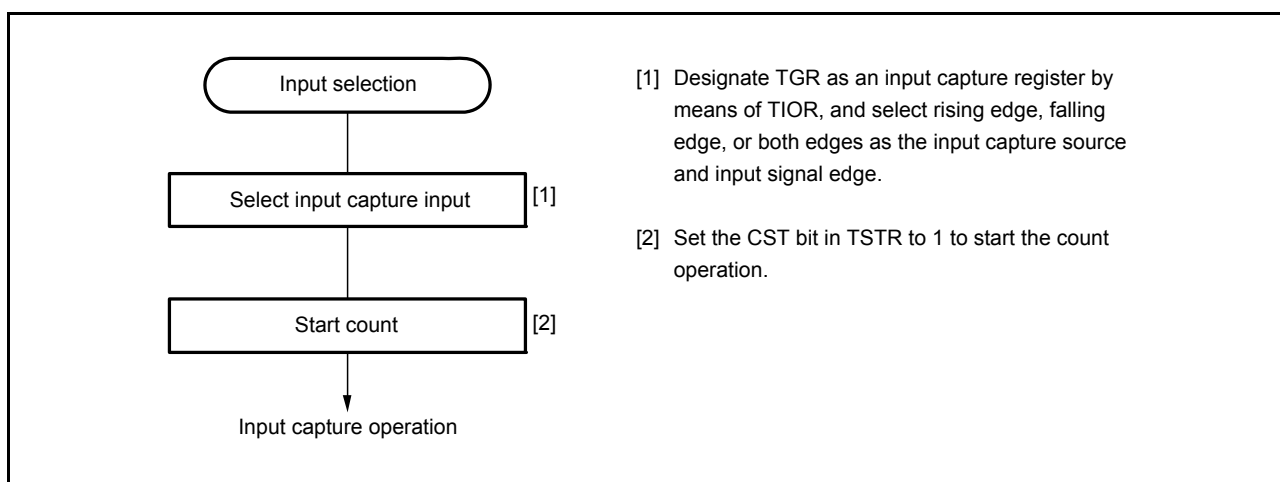 Input selection
Select input capture input
[1]
Start count
[2]
Input capture operation
[1] Designate TGR as an input capture register by
means of TIOR, and select rising edge, falling
edge, or both edges as the input capture source
and input signal edge.
[2] Set the CST bit in TSTR to 1 to start the count
operation.